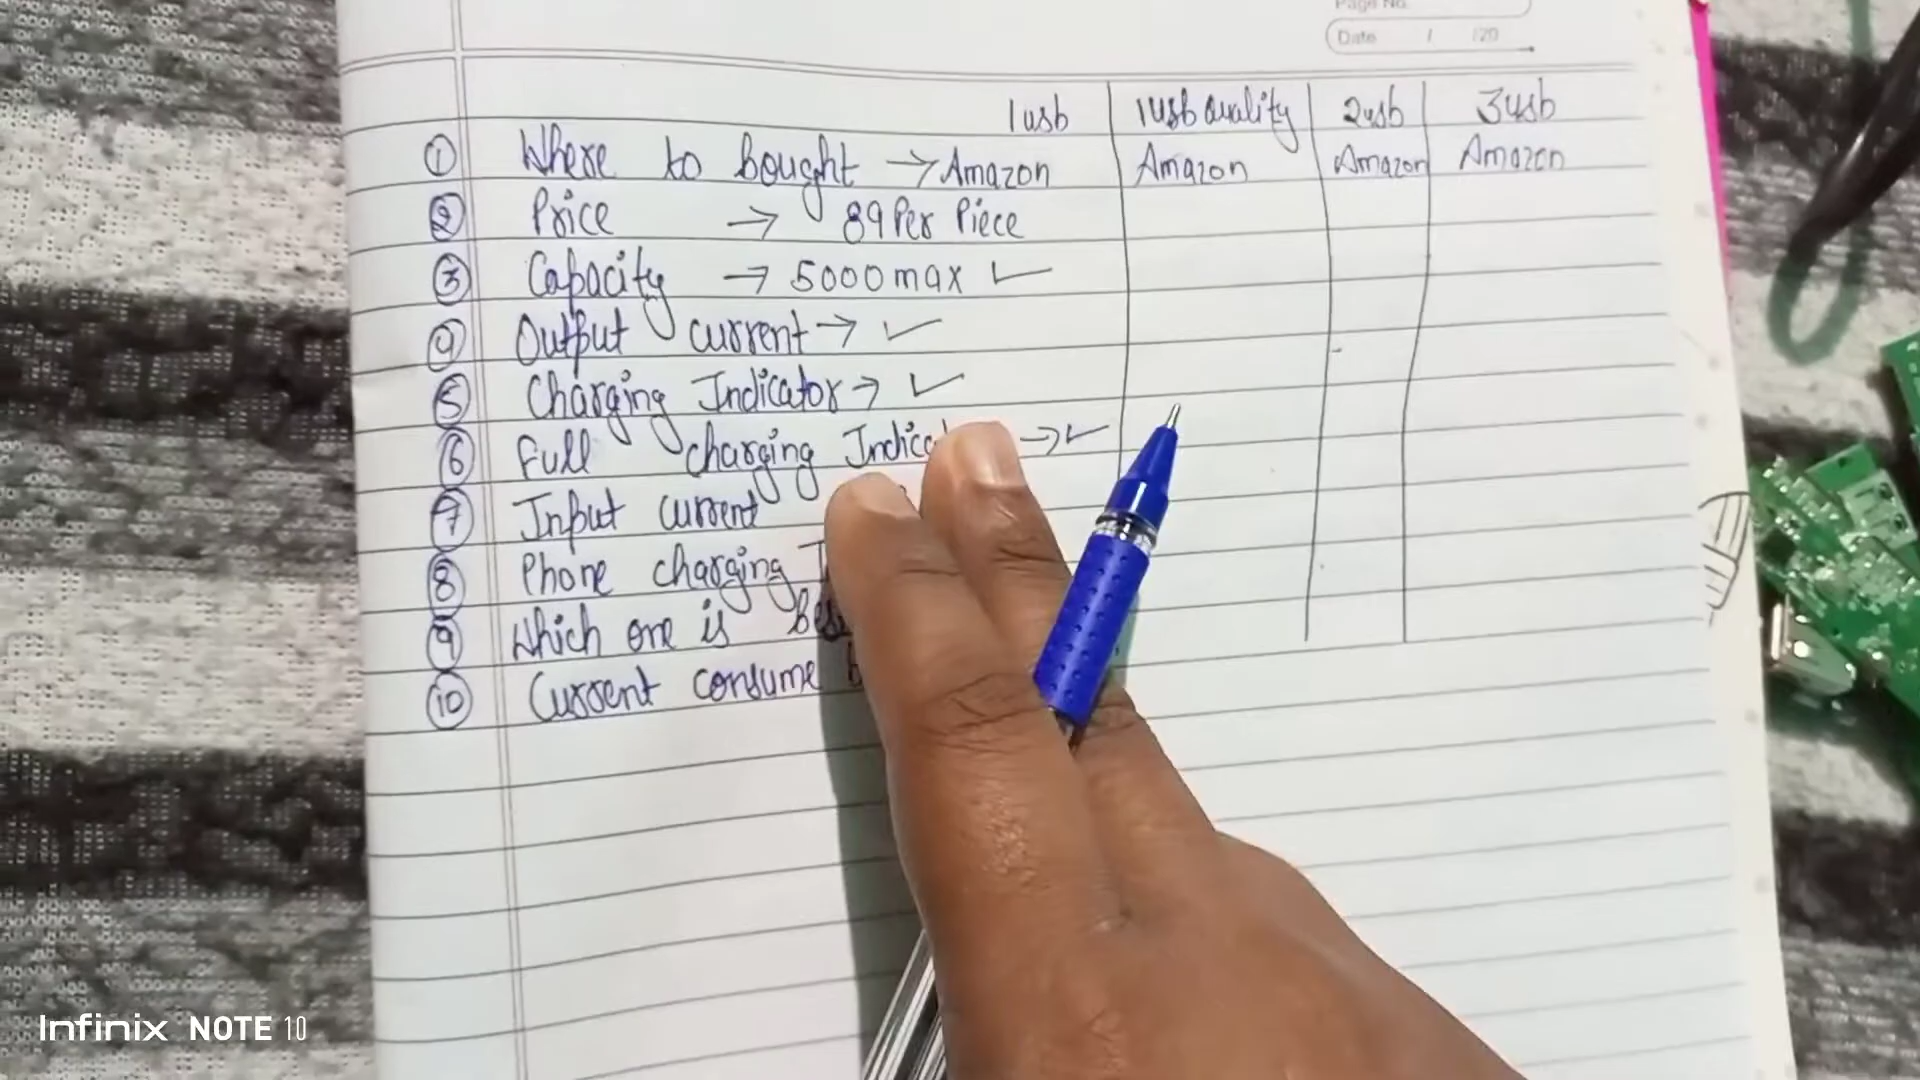 Page No.
Date / /20
1usb 1usb quality 2usb 3usb
① Where to bought → Amazon Amazon Amazon Amazon
② Price → 89 Per Piece
③ Capacity → 5000 max ✓
④ Output current → ✓
⑤ Charging Indicator → ✓
⑥ Full charging → ✓
⑦ Input current
⑧ Phone charging
⑨ Which one is
⑩ Current consume
Infinix NOTE 10